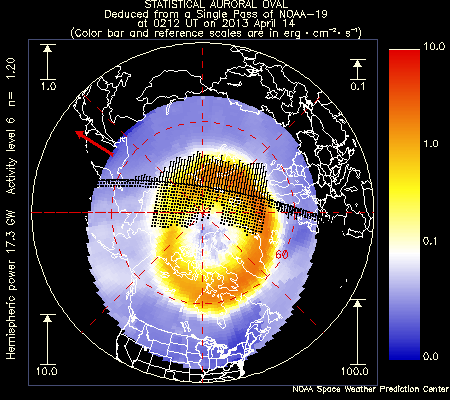 STATISTICAL AURORAL OVAL
Deduced from a Single Pass of NOAA-19
at 0212 UT on 2013 April 14
(Color bar and reference scales are in erg · cm⁻² · s⁻¹)
1.0
0.1
10.0
1.0
0.1
0.0
60
10.0
100.0
Hemispheric power 17.3 GW Activity level 6 n= 1.20
NOAA Space Weather Prediction Center